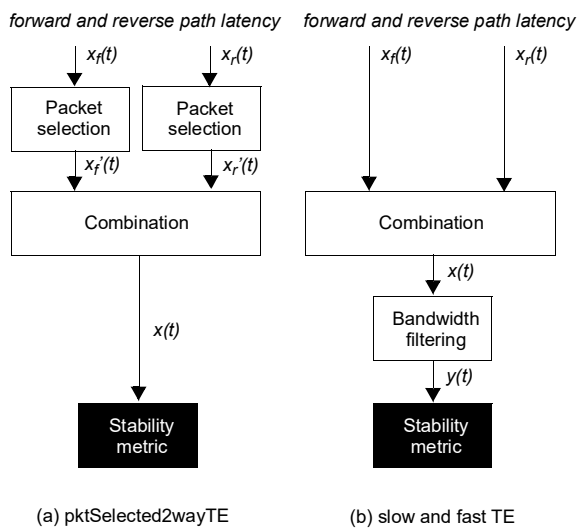 forward and reverse path latency
forward and reverse path latency
xf(t)
xr(t)
xf(t)
xr(t)
Packet
selection
Packet
selection
xf’(t)
xr’(t)
Combination
Combination
x(t)
Bandwidth
filtering
x(t)
y(t)
Stability
metric
Stability
metric
(a) pktSelected2wayTE
(b) slow and fast TE